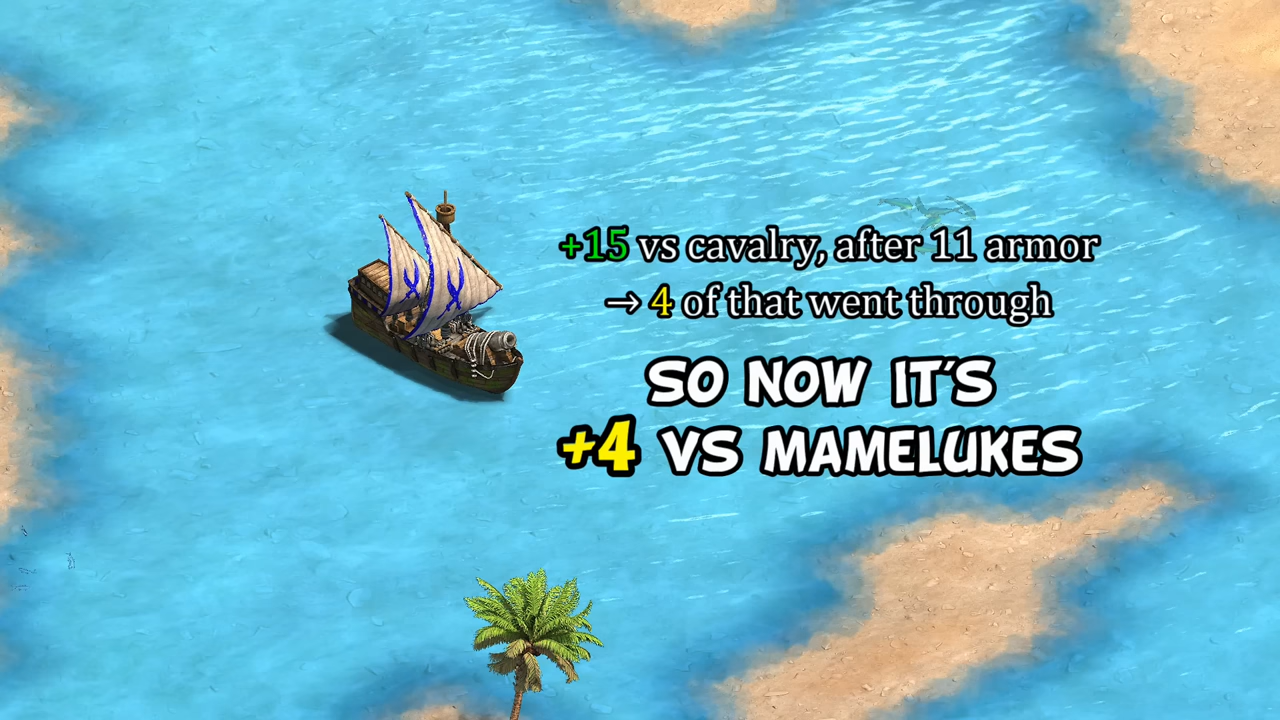 +15 vs cavalry, after 11 armor
→ 4 of that went through
SO NOW IT'S
+4 VS MAMELUKES